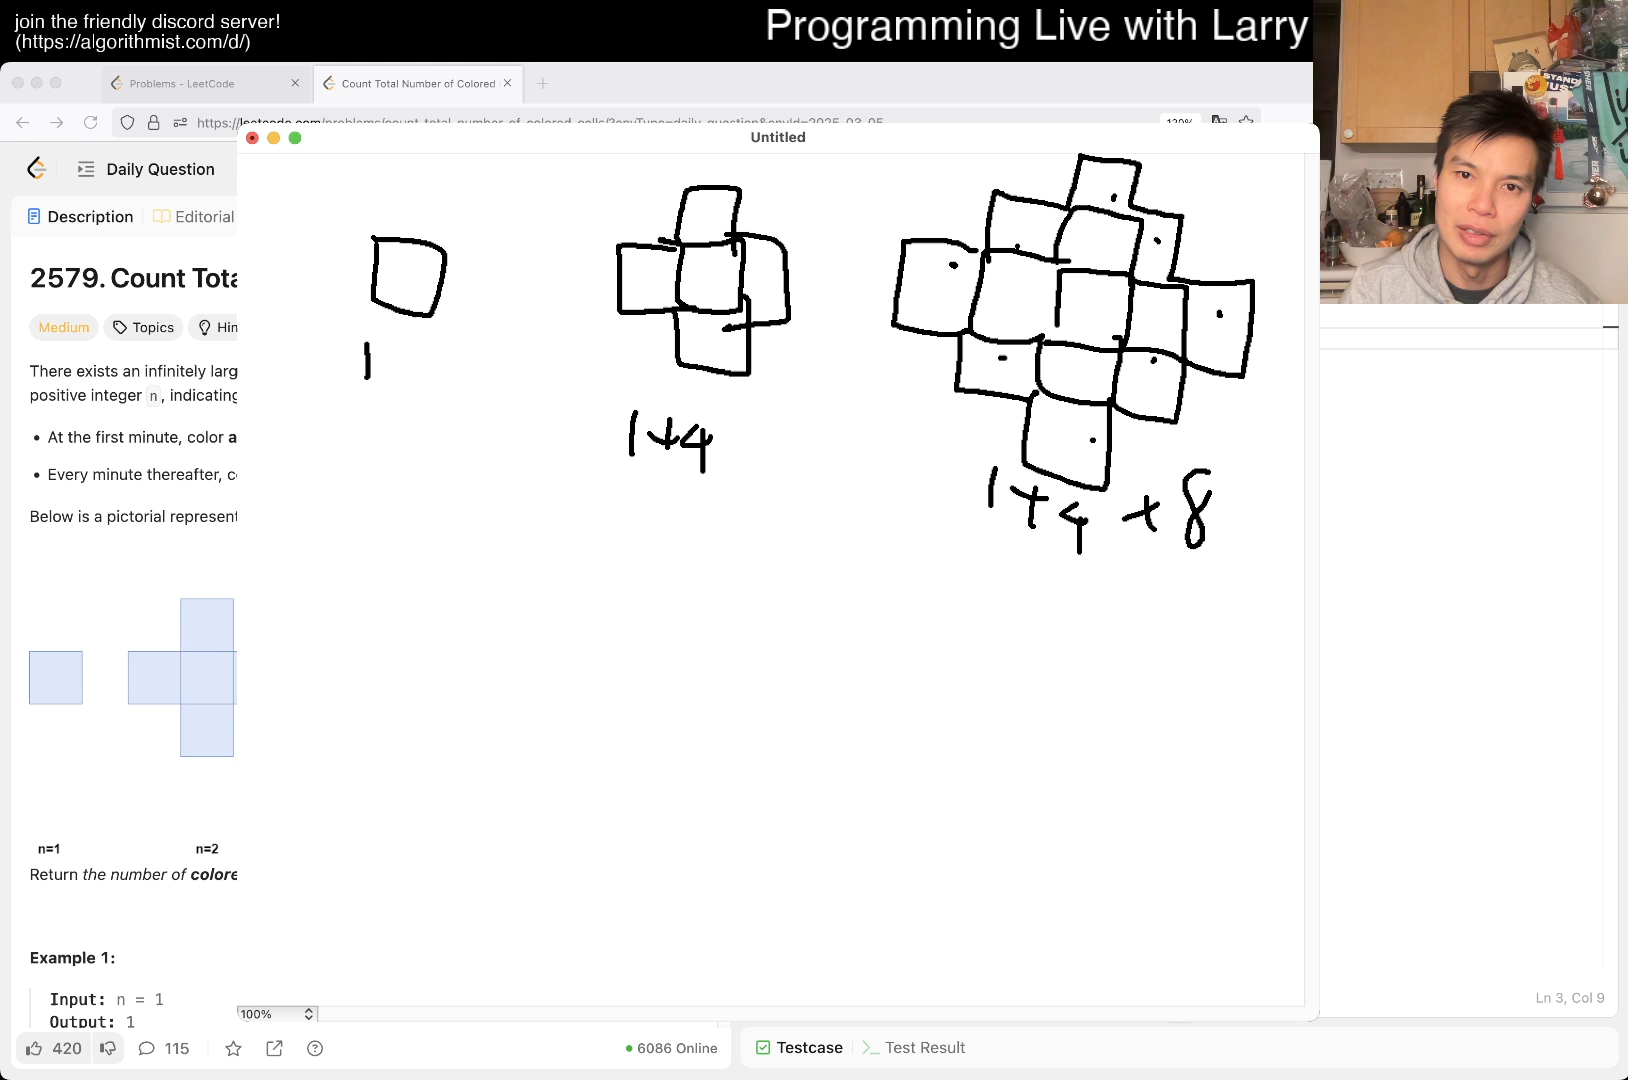 join the friendly discord server!
(https://algorithmist.com/d/)
Programming Live with Larry
Problems - LeetCode
Count Total Number of Colored
Untitled
Daily Question
Description
Editorial
2579. Count Tota
Medium
Topics
Hin
There exists an infinitely larg
positive integer n, indicating
• At the first minute, color a
• Every minute thereafter, c
Below is a pictorial represent
1
1+4
1+4+8
n=1
n=2
Return the number of colore
Example 1:
Input: n = 1
Output: 1
100%
420
115
6086 Online
Testcase
Test Result
Ln 3, Col 9
STAND